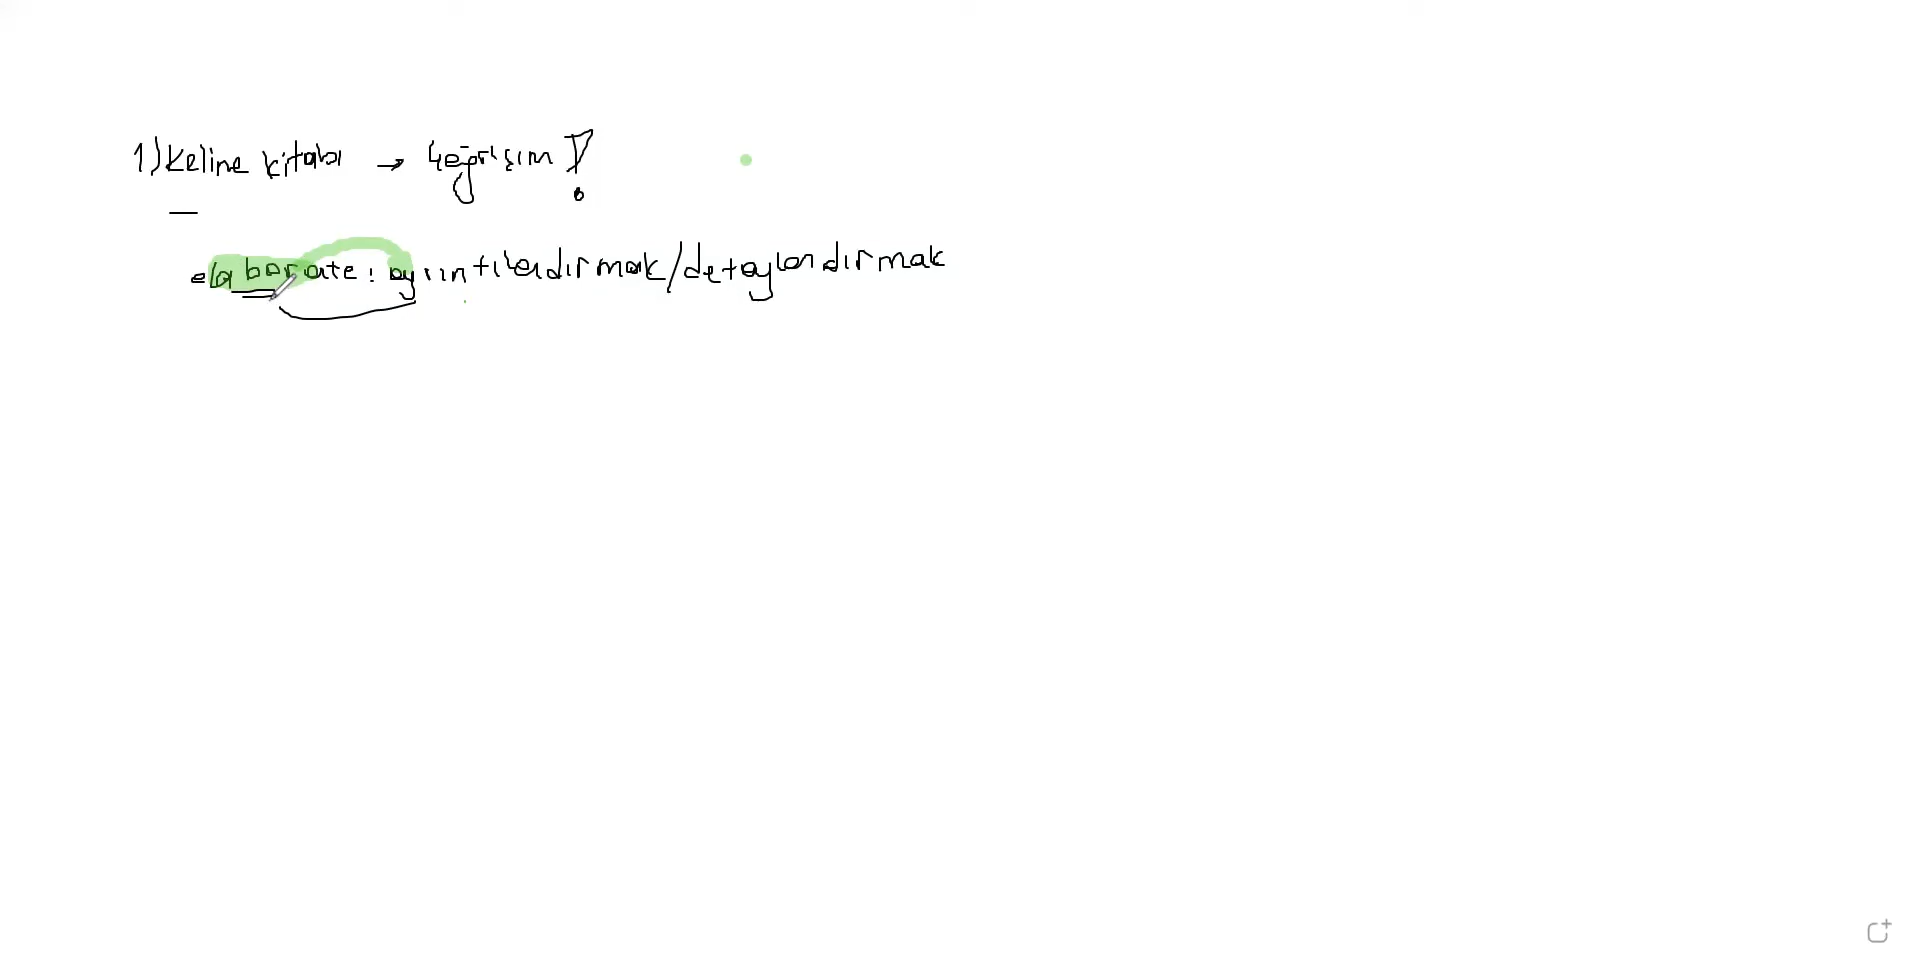 1) Kelime kitabı → Çağrışım !
elaborate : ayrıntılandırmak/detaylandırmak